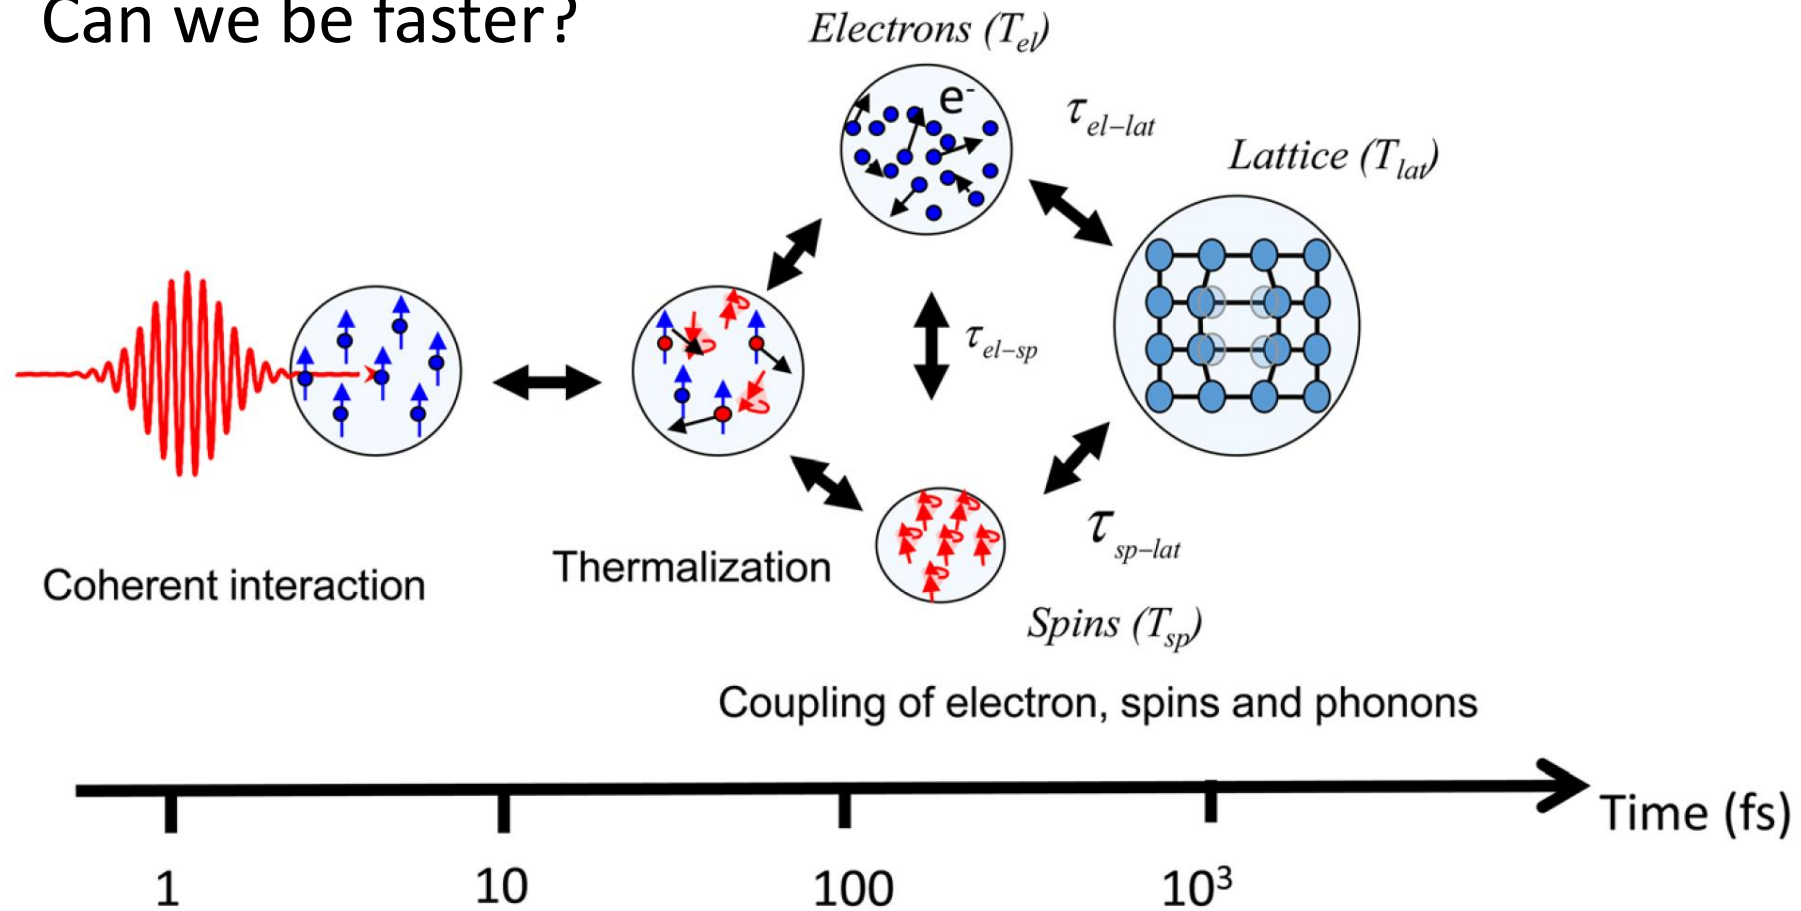 Can we be faster?
Electrons (T_el)
e⁻
τ_el–lat
Lattice (T_lat)
τ_el–sp
τ_sp–lat
Coherent interaction
Thermalization
Spins (T_sp)
Coupling of electron, spins and phonons
Time (fs)
1 10 100 10³